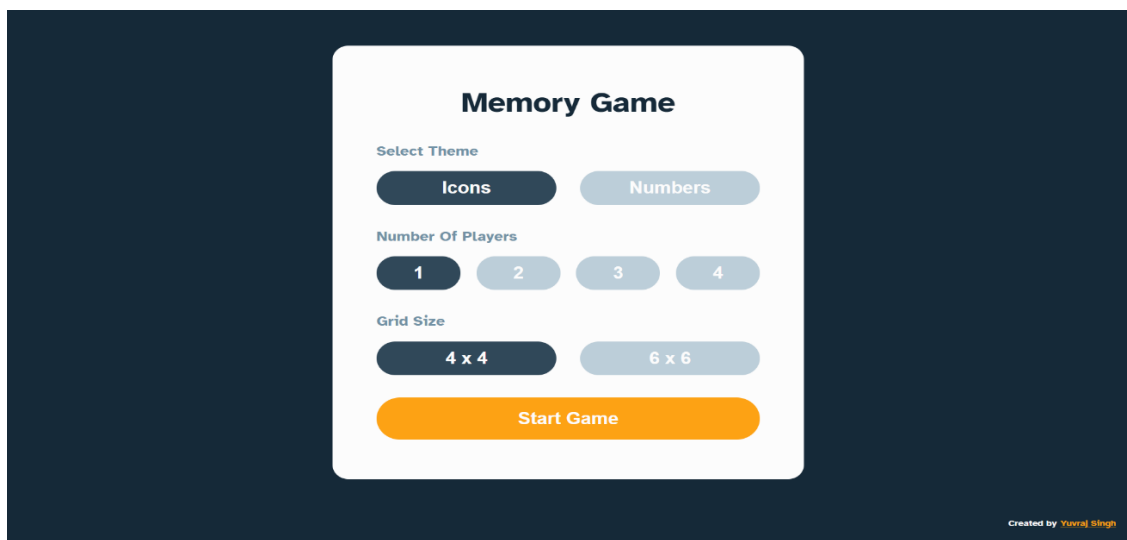 Memory Game
Select Theme
Icons Numbers
Number Of Players
1 2 3 4
Grid Size
4 x 4 6 x 6
Start Game
Created by Yuvraj Singh